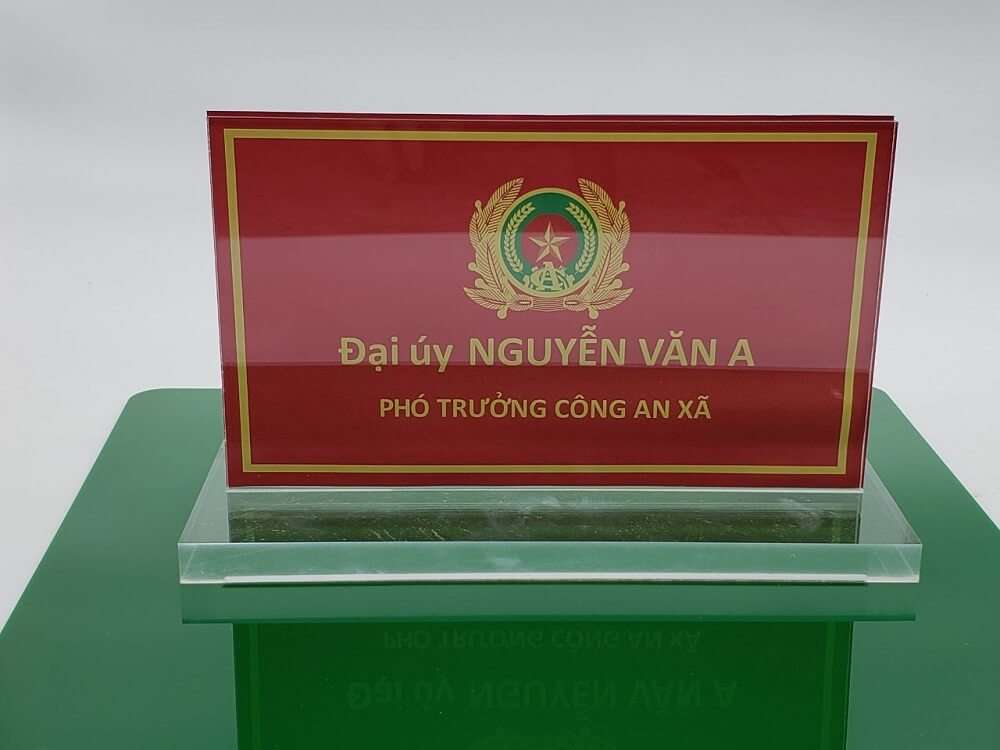 Đại úy NGUYỄN VĂN A
PHÓ TRƯỞNG CÔNG AN XÃ